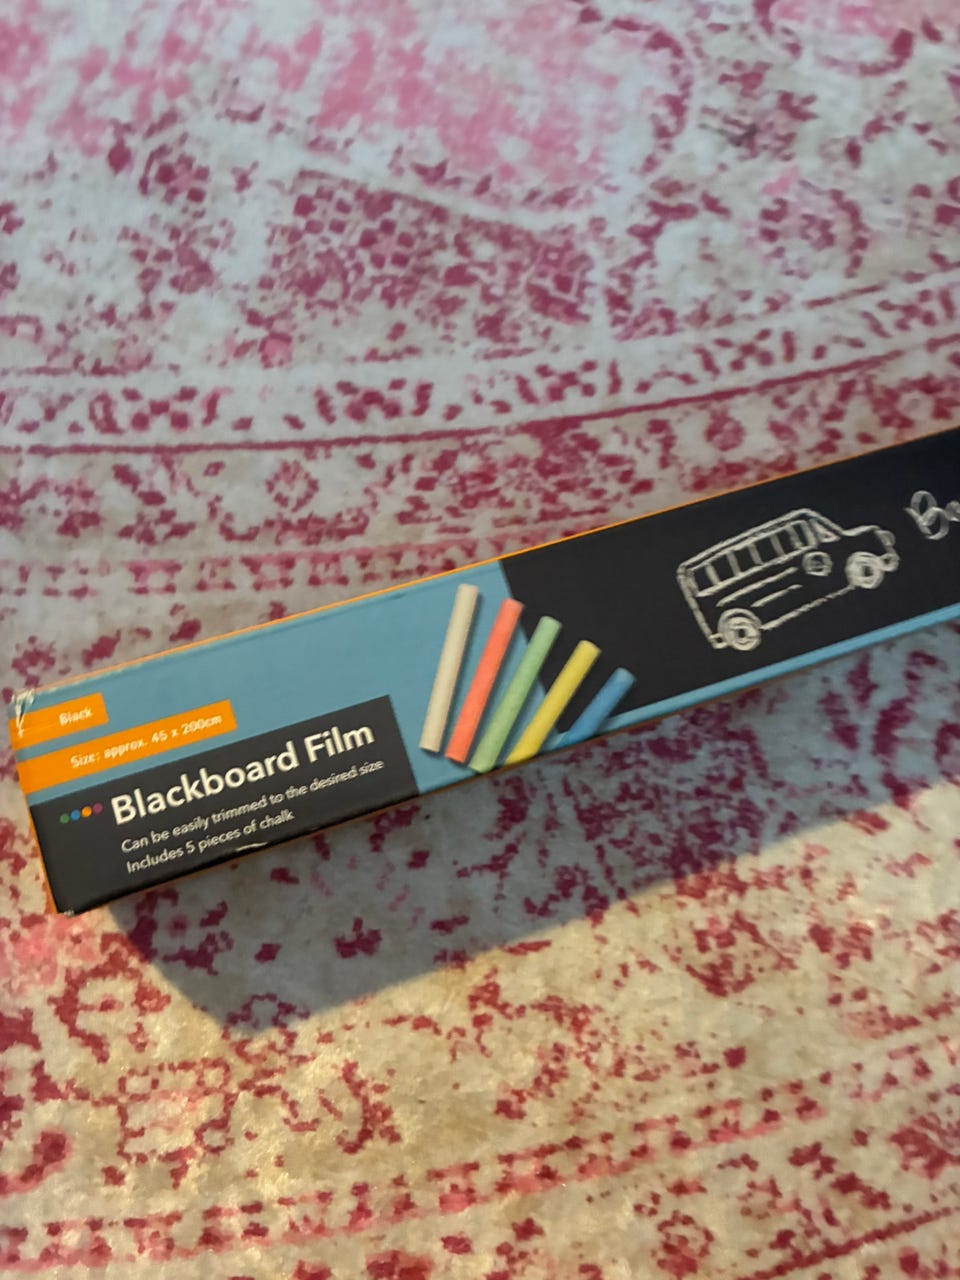 Black
Size: approx. 45 x 200cm
Blackboard Film
Can be easily trimmed to the desired size
Includes 5 pieces of chalk